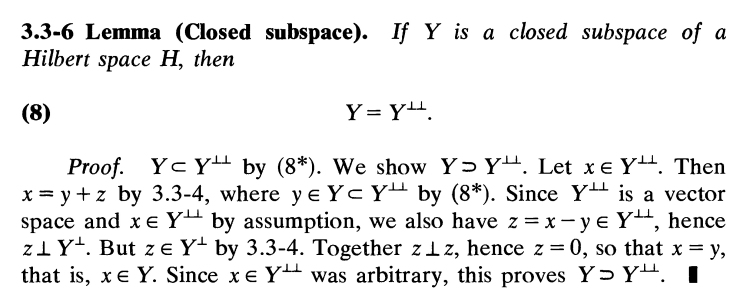 3.3-6 Lemma (Closed subspace). If Y is a closed subspace of a
Hilbert space H, then
(8) Y = Y⊥⊥.
Proof. Y ⊂ Y⊥⊥ by (8*). We show Y ⊃ Y⊥⊥. Let x ∈ Y⊥⊥. Then
x = y + z by 3.3-4, where y ∈ Y ⊂ Y⊥⊥ by (8*). Since Y⊥⊥ is a vector
space and x ∈ Y⊥⊥ by assumption, we also have z = x − y ∈ Y⊥⊥, hence
z ⊥ Y⊥. But z ∈ Y⊥ by 3.3-4. Together z ⊥ z, hence z = 0, so that x = y,
that is, x ∈ Y. Since x ∈ Y⊥⊥ was arbitrary, this proves Y ⊃ Y⊥⊥. ∎